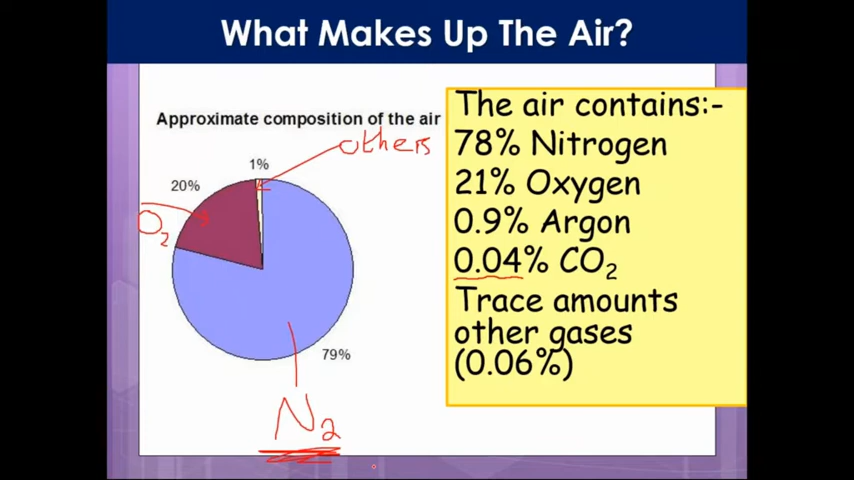 What Makes Up The Air?
Approximate composition of the air
others
1%
20%
O2
79%
N2
The air contains:-
78% Nitrogen
21% Oxygen
0.9% Argon
0.04% CO₂
Trace amounts
other gases
(0.06%)